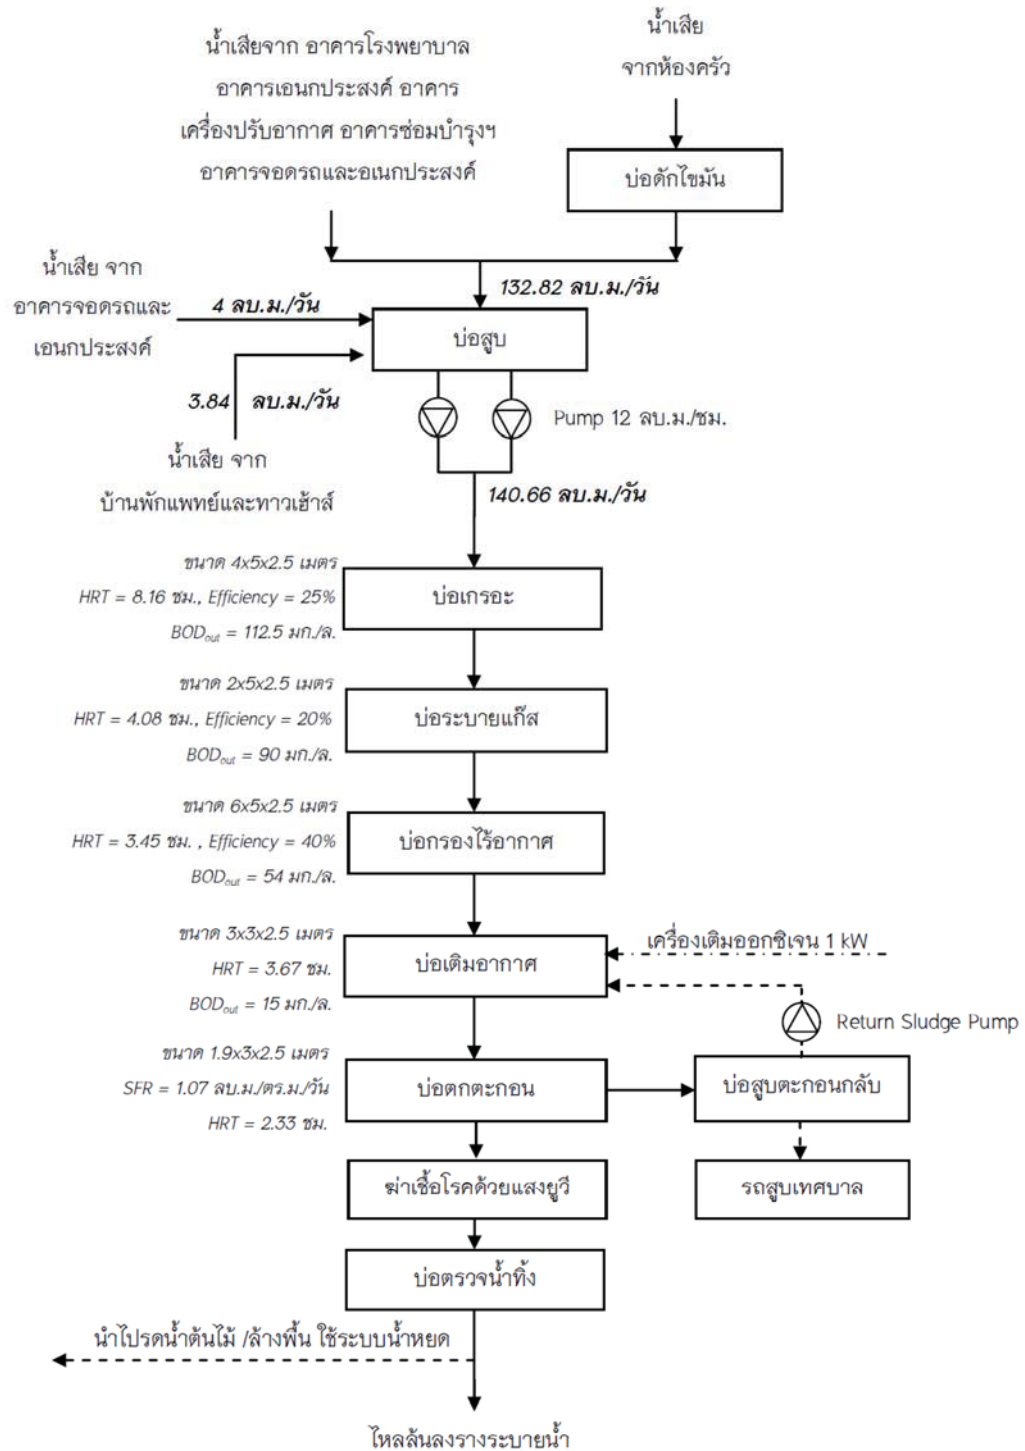 น้ำเสียจาก อาคารโรงพยาบาล
อาคารเอนกประสงค์ อาคาร
เครื่องปรับอากาศ อาคารซ่อมบำรุงฯ
อาคารจอดรถและอเนกประสงค์
น้ำเสีย
จากห้องครัว
บ่อดักไขมัน
132.82 ลบ.ม./วัน
น้ำเสีย จาก
อาคารจอดรถและ
เอนกประสงค์
4 ลบ.ม./วัน
บ่อสูบ
3.84 ลบ.ม./วัน
น้ำเสีย จาก
บ้านพักแพทย์และทาวเฮ้าส์
Pump 12 ลบ.ม./ชม.
140.66 ลบ.ม./วัน
ขนาด 4x5x2.5 เมตร
HRT = 8.16 ชม., Efficiency = 25%
BODout = 112.5 มก./ล.
บ่อเกรอะ
ขนาด 2x5x2.5 เมตร
HRT = 4.08 ชม., Efficiency = 20%
BODout = 90 มก./ล.
บ่อระบายแก๊ส
ขนาด 6x5x2.5 เมตร
HRT = 3.45 ชม. , Efficiency = 40%
BODout = 54 มก./ล.
บ่อกรองไร้อากาศ
ขนาด 3x3x2.5 เมตร
HRT = 3.67 ชม.
BODout = 15 มก./ล.
บ่อเติมอากาศ
เครื่องเติมออกซิเจน 1 kW
Return Sludge Pump
ขนาด 1.9x3x2.5 เมตร
SFR = 1.07 ลบ.ม./ตร.ม./วัน
HRT = 2.33 ชม.
บ่อตกตะกอน
บ่อสูบตะกอนกลับ
ฆ่าเชื้อโรคด้วยแสงยูวี
รถสูบเทศบาล
บ่อตรวจน้ำทิ้ง
นำไปรดน้ำต้นไม้ /ล้างพื้น ใช้ระบบน้ำหยด
ไหลล้นลงรางระบายน้ำ